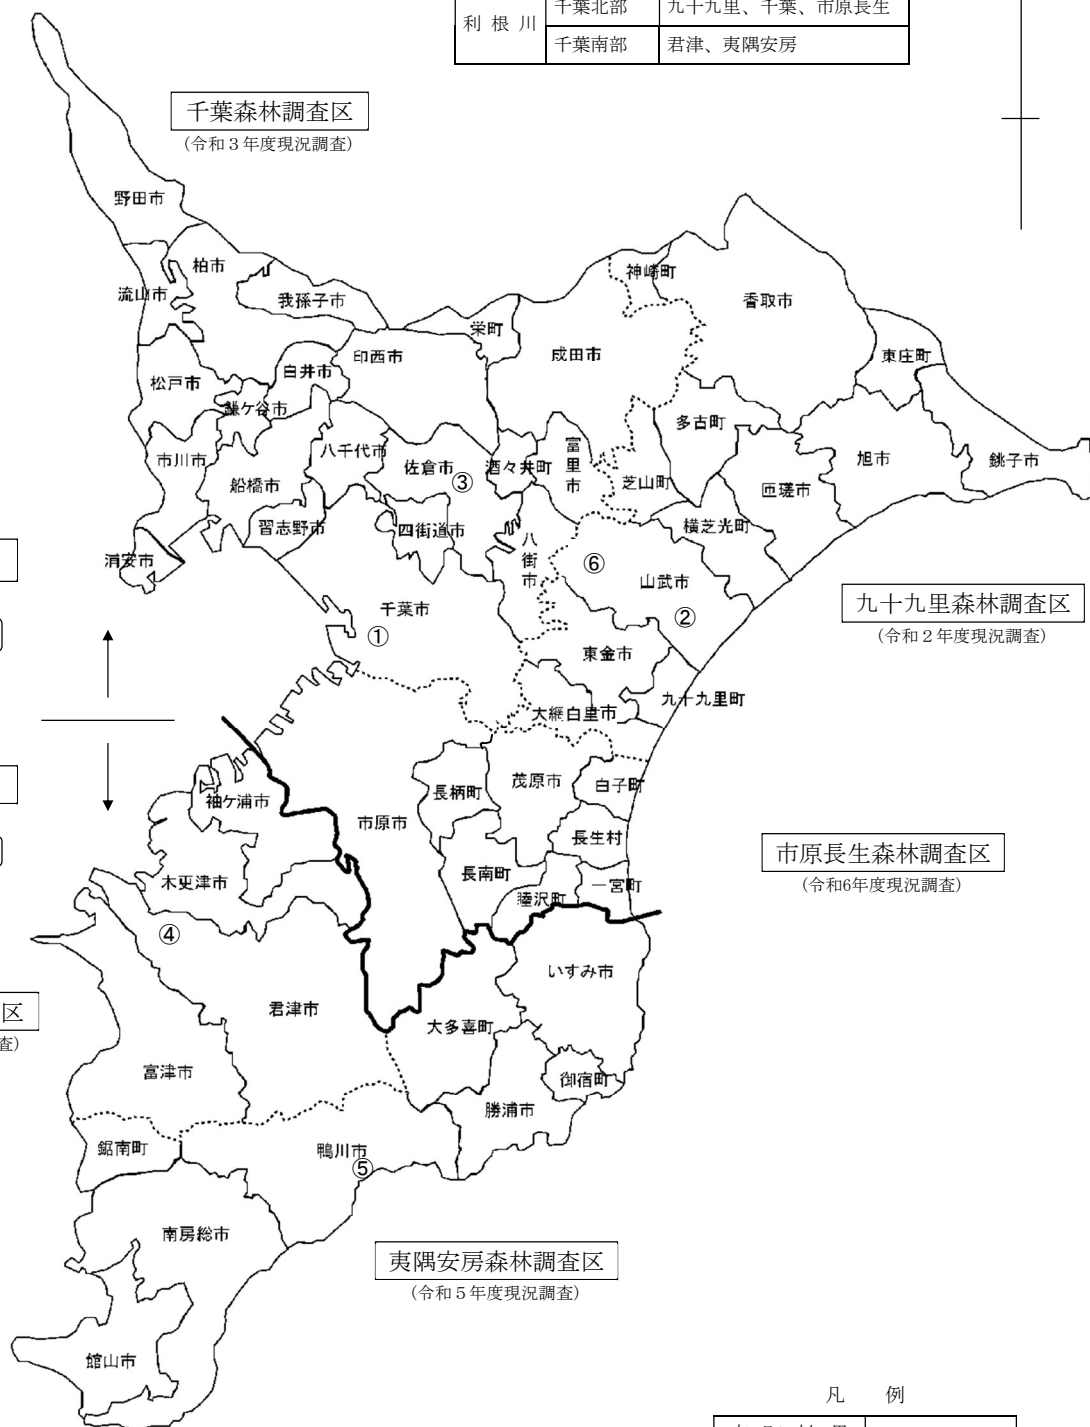 利 根 川
千葉北部 九十九里、千葉、市原長生
千葉南部 君津、夷隅安房
千葉森林調査区
(令和３年度現況調査)
野田市
柏市
流山市
我孫子市
神崎町
香取市
栄町
成田市
東庄町
松戸市
白井市
印西市
鎌ケ谷市
多古町
市川市
八千代市
佐倉市
③
酒々井町
富里市
芝山町
旭市
銚子市
船橋市
匝瑳市
習志野市
四街道市
横芝光町
浦安市
八街市
⑥
山武市
②
千葉市
①
九十九里森林調査区
(令和２年度現況調査)
東金市
九十九里町
大網白里市
長柄町
茂原市
白子町
袖ケ浦市
市原市
長生村
市原長生森林調査区
(令和6年度現況調査)
長南町
木更津市
睦沢町
一宮町
④
いすみ市
区
査)
君津市
大多喜町
富津市
御宿町
勝浦市
鋸南町
鴨川市
⑤
南房総市
夷隅安房森林調査区
(令和５年度現況調査)
館山市
凡 例